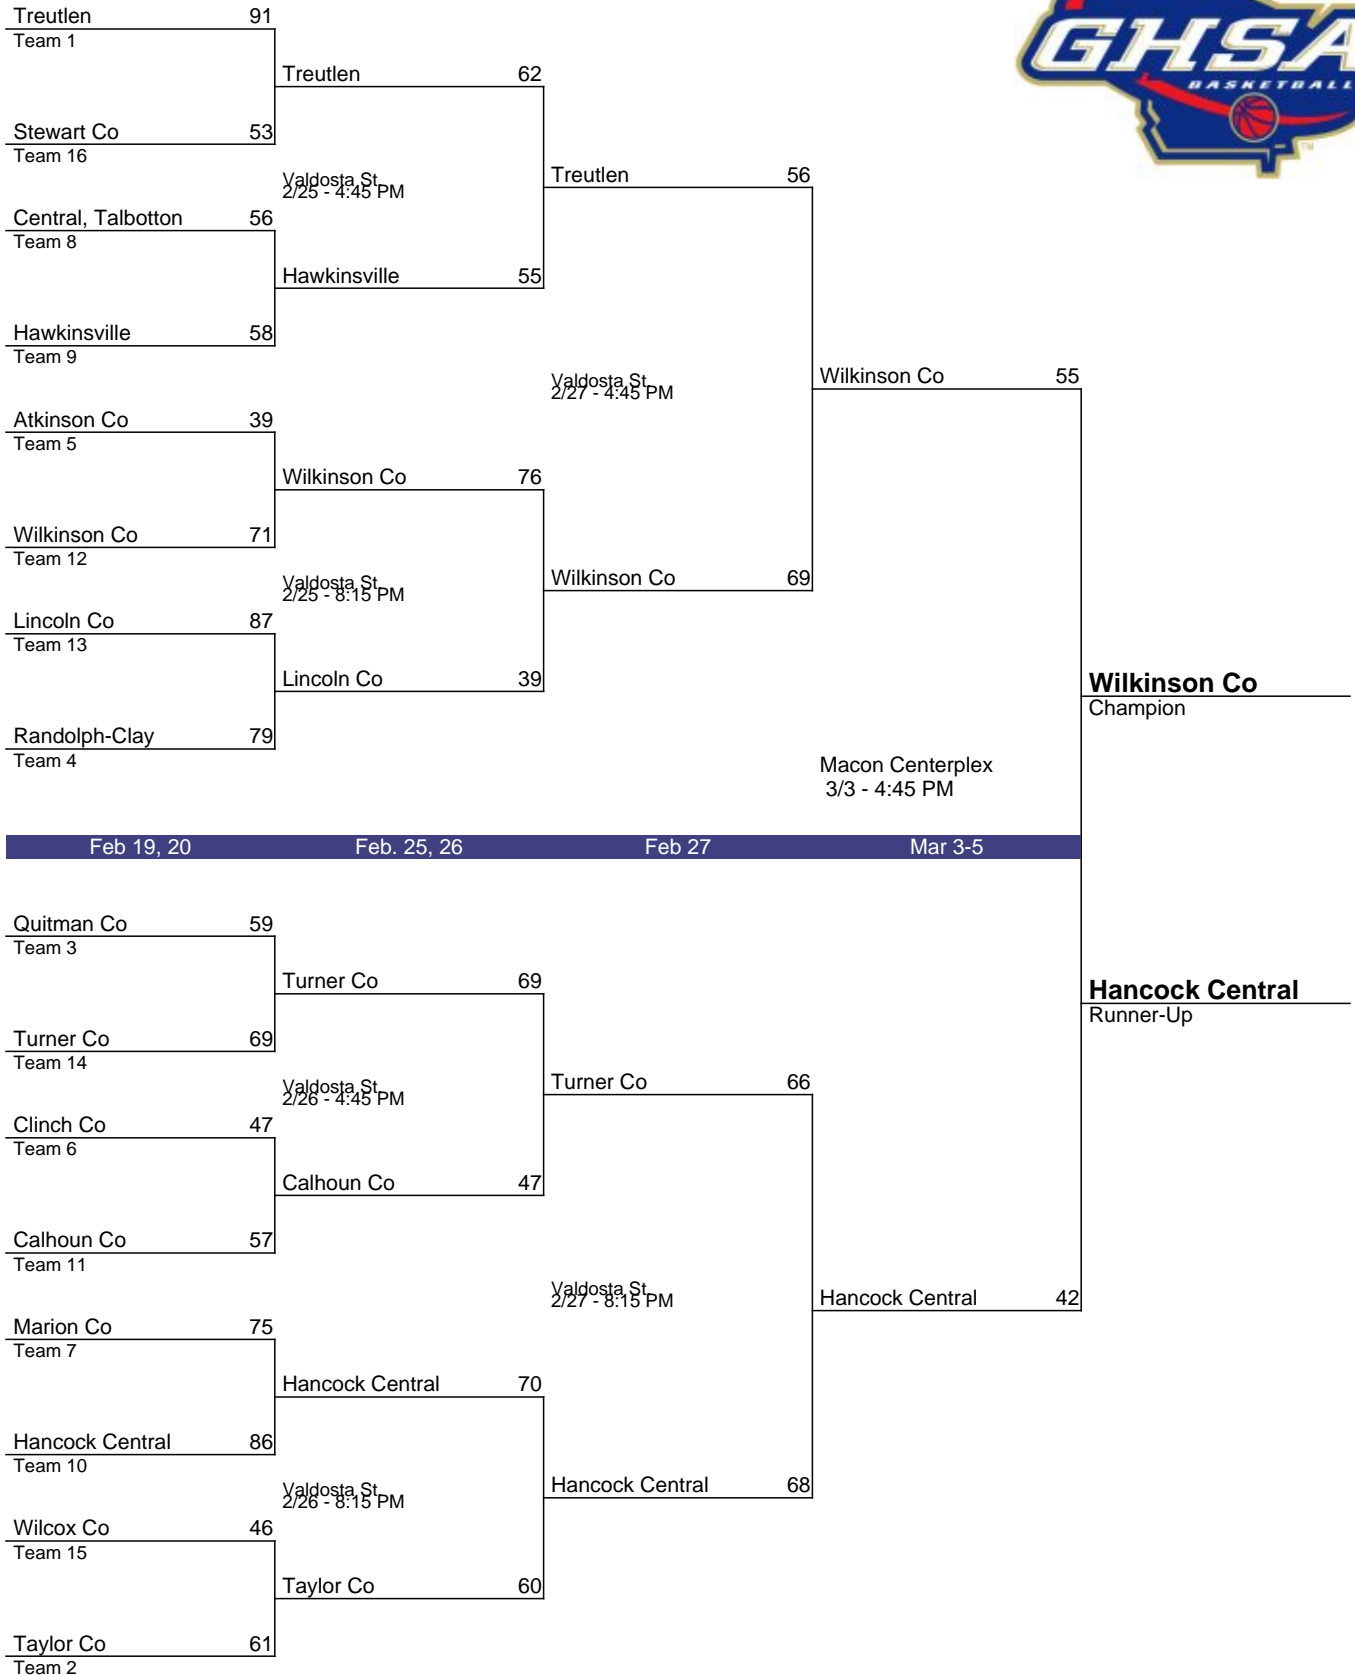 GHSA
BASKETBALL
TM
Treutlen 91
Team 1
Treutlen 62
Stewart Co 53
Team 16
Valdosta St.
2/25 - 4:45 PM
Treutlen 56
Central, Talbotton 56
Team 8
Hawkinsville 55
Hawkinsville 58
Team 9
Valdosta St.
2/27 - 4:45 PM
Wilkinson Co 55
Atkinson Co 39
Team 5
Wilkinson Co 76
Wilkinson Co 71
Team 12
Valdosta St.
2/25 - 8:15 PM
Wilkinson Co 69
Lincoln Co 87
Team 13
Lincoln Co 39
Wilkinson Co
Champion
Randolph-Clay 79
Team 4
Macon Centerplex
3/3 - 4:45 PM
Feb 19, 20 Feb. 25, 26 Feb 27 Mar 3-5
Quitman Co 59
Team 3
Turner Co 69
Hancock Central
Runner-Up
Turner Co 69
Team 14
Valdosta St.
2/26 - 4:45 PM
Turner Co 66
Clinch Co 47
Team 6
Calhoun Co 47
Calhoun Co 57
Team 11
Valdosta St.
2/27 - 8:15 PM
Hancock Central 42
Marion Co 75
Team 7
Hancock Central 70
Hancock Central 86
Team 10
Valdosta St.
2/26 - 8:15 PM
Hancock Central 68
Wilcox Co 46
Team 15
Taylor Co 60
Taylor Co 61
Team 2